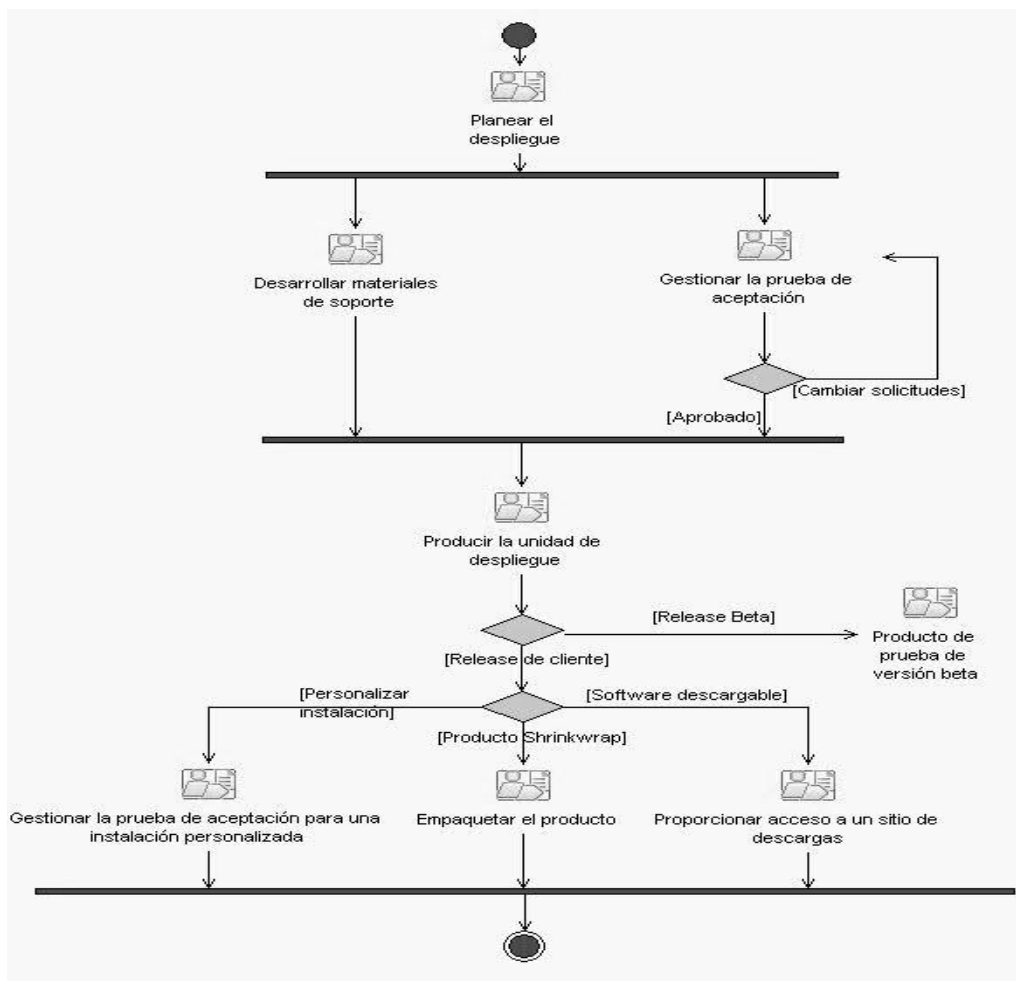 Planear el
despliegue
Desarrollar materiales
de soporte
Gestionar la prueba de
aceptación
[Cambiar solicitudes]
[Aprobado]
Producir la unidad de
despliegue
[Release Beta]
Producto de
prueba de
versión beta
[Release de cliente]
[Personalizar
instalación]
[Software descargable]
[Producto Shrinkwrap]
Gestionar la prueba de aceptación para una
instalación personalizada
Empaquetar el producto
Proporcionar acceso a un sitio de
descargas